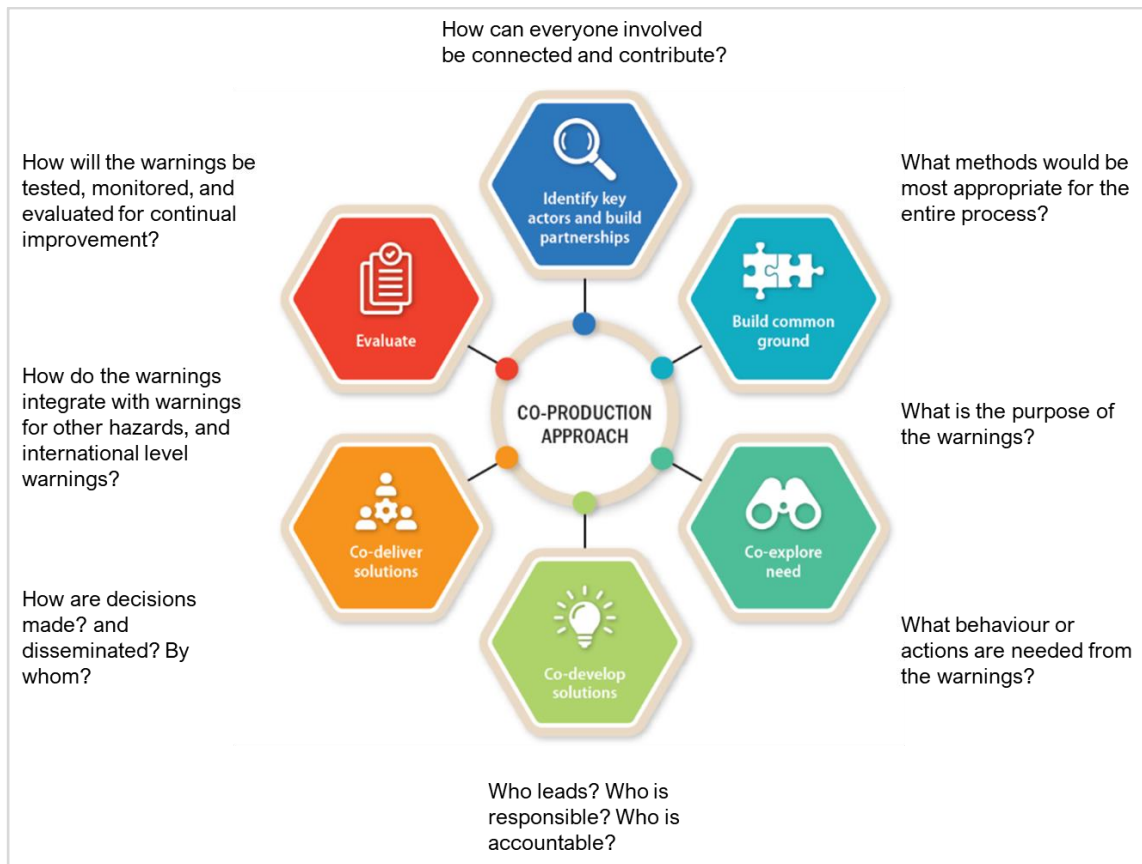 How can everyone involved
be connected and contribute?
Identify key
actors and build
partnerships
What methods would be
most appropriate for the
entire process?
Build common
ground
What is the purpose of
the warnings?
Co-explore
need
What behaviour or
actions are needed from
the warnings?
Co-develop
solutions
Who leads? Who is
responsible? Who is
accountable?
Co-deliver
solutions
How are decisions
made? and
disseminated? By
whom?
How do the warnings
integrate with warnings
for other hazards, and
international level
warnings?
Evaluate
How will the warnings be
tested, monitored, and
evaluated for continual
improvement?
CO-PRODUCTION
APPROACH